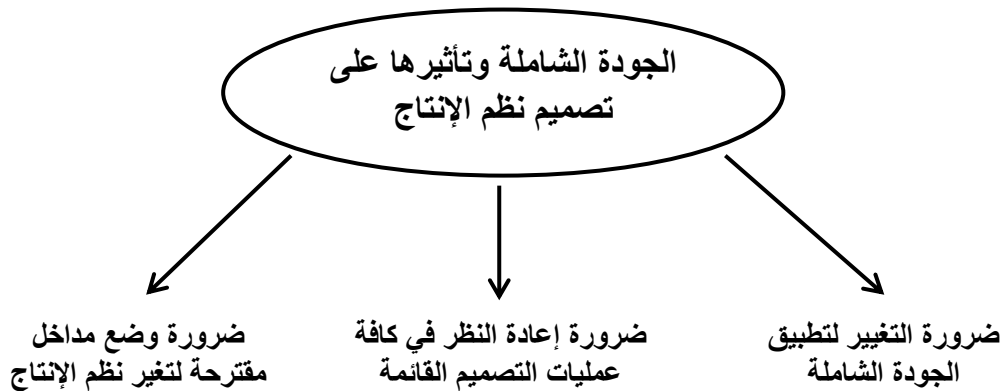 الجودة الشاملة وتأثيرها على
تصميم نظم الإنتاج
ضرورة التغيير لتطبيق
الجودة الشاملة
ضرورة إعادة النظر في كافة
عمليات التصميم القائمة
ضرورة وضع مداخل
مقترحة لتغير نظم الإنتاج